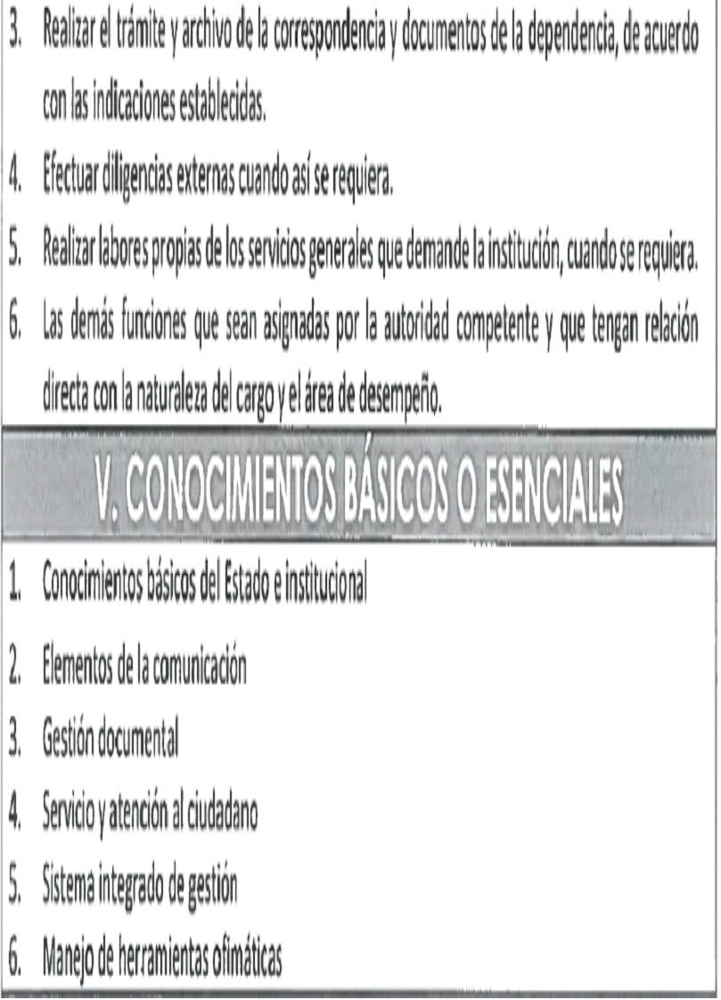 3. Realizar el trámite y archivo de la correspondencia y documentos de la dependencia, de acuerdo
con las indicaciones establecidas.
4. Efectuar diligencias externas cuando así se requiera.
5. Realizar labores propias de los servicios generales que demande la institución, cuando se requiera.
6. Las demás funciones que sean asignadas por la autoridad competente y que tengan relación
directa con la naturaleza del cargo y el área de desempeño.
V. CONOCIMIENTOS BÁSICOS O ESENCIALES
1. Conocimientos básicos del Estado e institucional
2. Elementos de la comunicación
3. Gestión documental
4. Servicio y atención al ciudadano
5. Sistema integrado de gestión
6. Manejo de herramientas ofimáticas